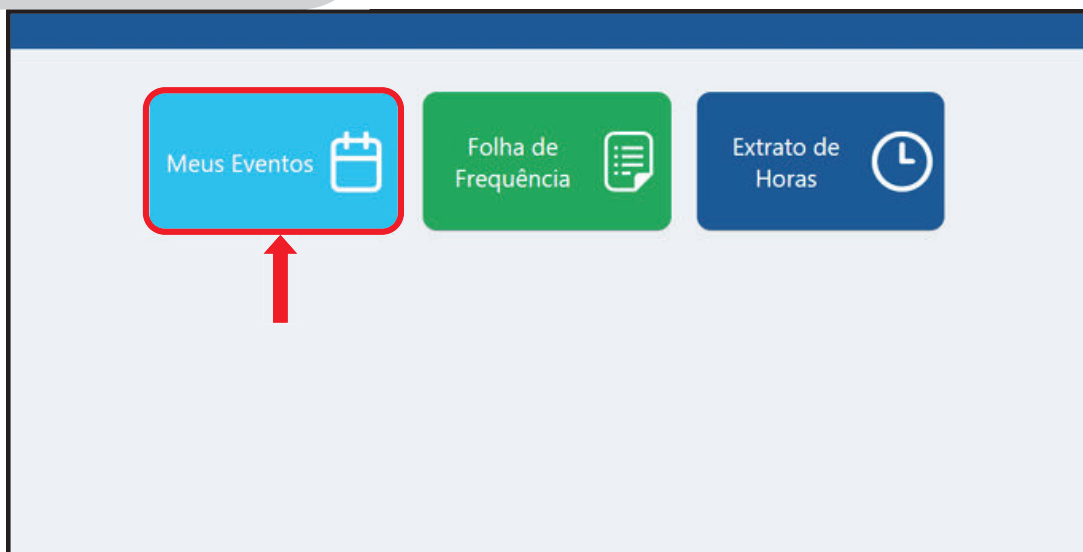 Meus Eventos
Folha de
Frequência
Extrato de
Horas